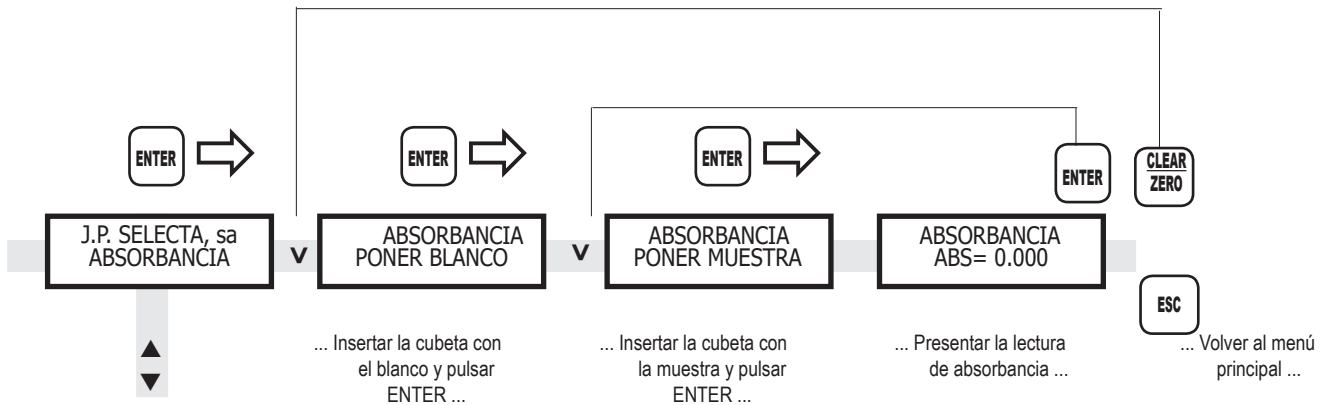 ENTER
ENTER
ENTER
ENTER
CLEAR
ZERO
J.P. SELECTA, sa
ABSORBANCIA
v
ABSORBANCIA
PONER BLANCO
v
ABSORBANCIA
PONER MUESTRA
ABSORBANCIA
ABS= 0.000
ESC
... Insertar la cubeta con
el blanco y pulsar
ENTER ...
... Insertar la cubeta con
la muestra y pulsar
ENTER ...
... Presentar la lectura
de absorbancia ...
... Volver al menú
principal ...